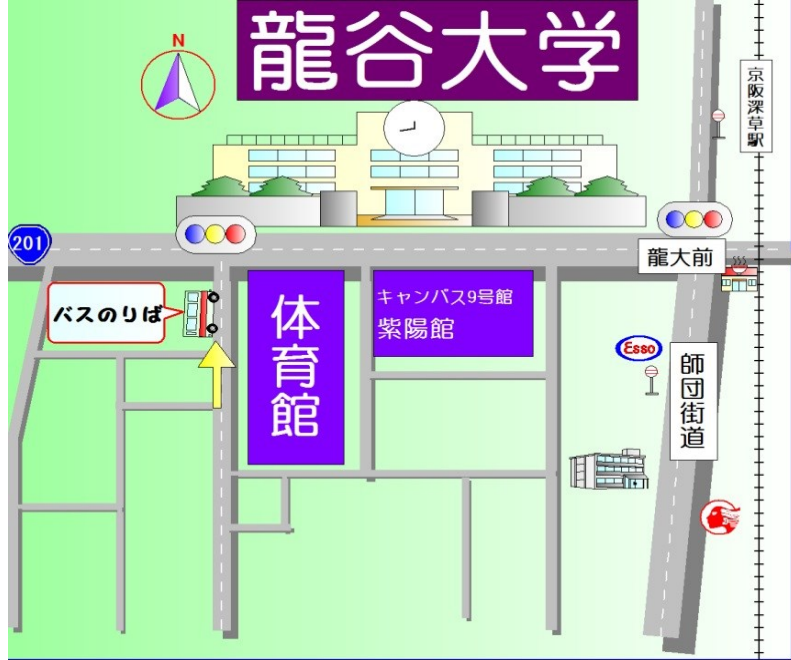 龍谷大学
N
京阪深草駅
201
龍大前
バスのりば
体育館
キャンバス9号館
紫陽館
Esso
師団街道